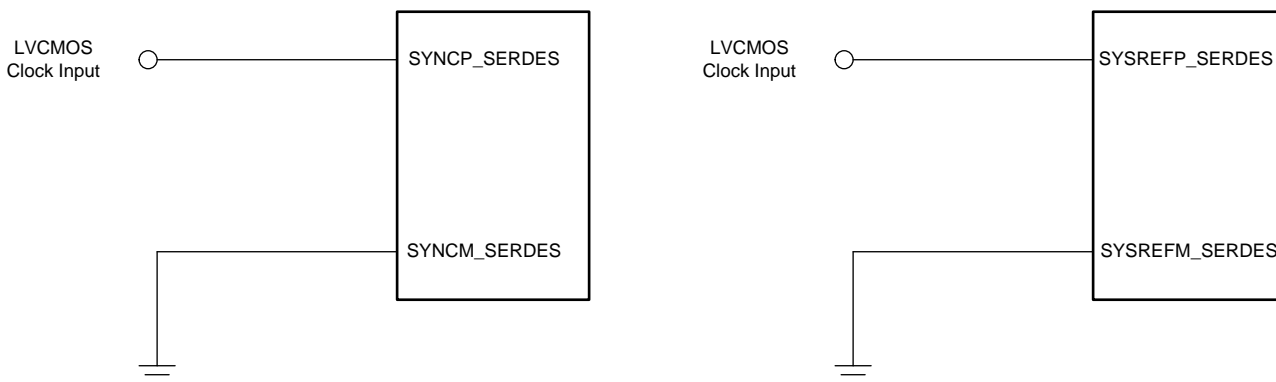 LVCMOS
Clock Input
SYNCP_SERDES
SYNCM_SERDES
LVCMOS
Clock Input
SYSREFP_SERDES
SYSREFM_SERDES